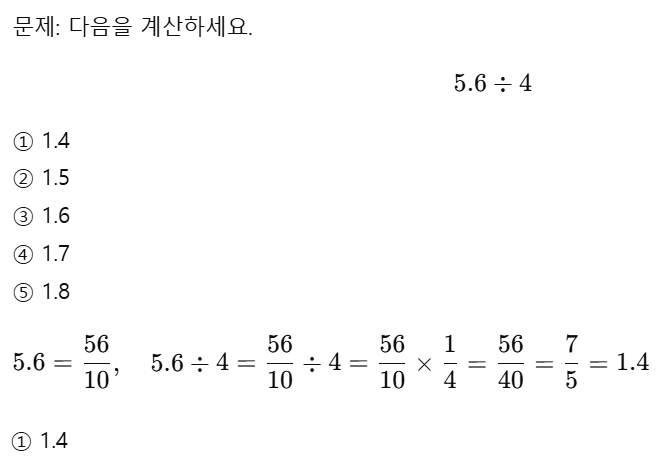 문제: 다음을 계산하세요.
5.6 ÷ 4
① 1.4
② 1.5
③ 1.6
④ 1.7
⑤ 1.8
5.6 = 56/10, 5.6 ÷ 4 = 56/10 ÷ 4 = 56/10 × 1/4 = 56/40 = 7/5 = 1.4
① 1.4